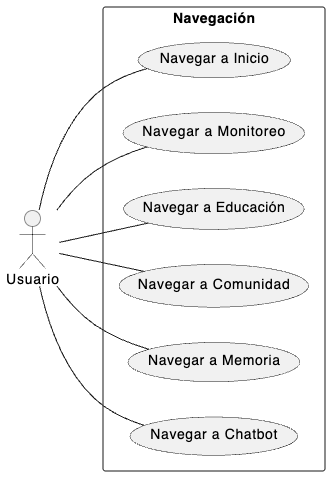 Navegación
Navegar a Inicio
Navegar a Monitoreo
Navegar a Educación
Usuario
Navegar a Comunidad
Navegar a Memoria
Navegar a Chatbot